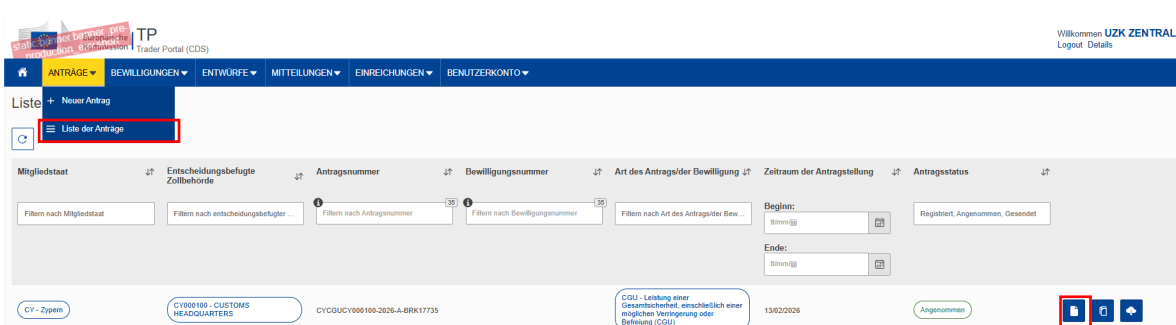 static banner banner_pre-
production_e
Europäische
Kommission
TP
Trader Portal (CDS)
Willkommen UZK ZENTRAL
Logout Details
ANTRÄGE BEWILLIGUNGEN ENTWÜRFE MITTEILUNGEN EINREICHUNGEN BENUTZERKONTO
Liste
+ Neuer Antrag
Liste der Anträge
Mitgliedstaat
Entscheidungsbefugte
Zollbehörde
Antragsnummer
Bewilligungsnummer
Art des Antrags/der Bewilligung
Zeitraum der Antragstellung
Antragsstatus
Filtern nach Mitgliedstaat
Filtern nach entscheidungsbefugter ...
Filtern nach Antragsnummer
35
Filtern nach Bewilligungsnummer
35
Filtern nach Art des Antrags/der Bew...
Beginn:
tt/mm/jjjj
Ende:
tt/mm/jjjj
Registriert, Angenommen, Gesendet
CY - Zypern
CY000100 - CUSTOMS
HEADQUARTERS
CYCGUCY000100-2026-A-BRK17735
CGU - Leistung einer
Gesamtsicherheit, einschließlich einer
möglichen Verringerung oder
Befreiung (CGU)
13/02/2026
Angenommen